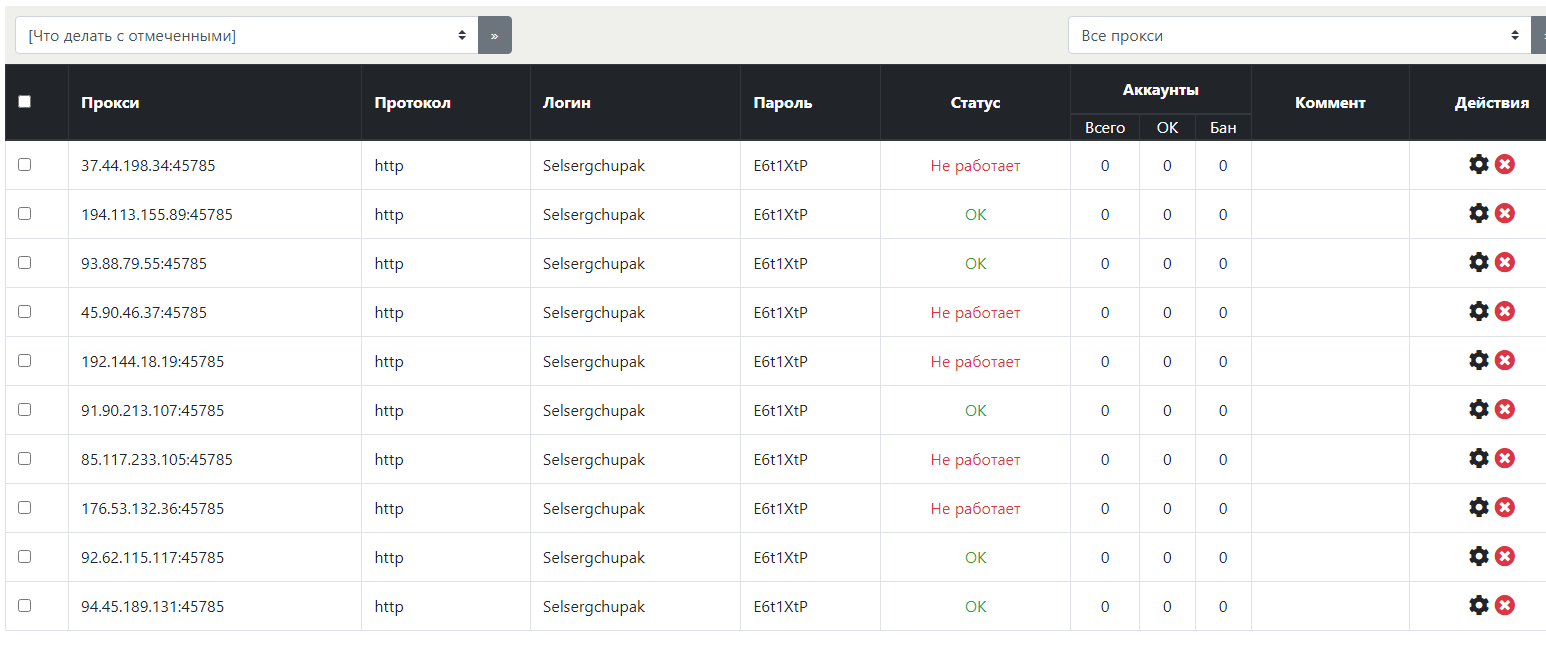 [Что делать с отмеченными] » Все прокси
Прокси Протокол Логин Пароль Статус Аккаунты Коммент Действия
Всего OK Бан
37.44.198.34:45785 http Selsergchupak E6t1XtP Не работает 0 0 0
194.113.155.89:45785 http Selsergchupak E6t1XtP OK 0 0 0
93.88.79.55:45785 http Selsergchupak E6t1XtP OK 0 0 0
45.90.46.37:45785 http Selsergchupak E6t1XtP Не работает 0 0 0
192.144.18.19:45785 http Selsergchupak E6t1XtP Не работает 0 0 0
91.90.213.107:45785 http Selsergchupak E6t1XtP OK 0 0 0
85.117.233.105:45785 http Selsergchupak E6t1XtP Не работает 0 0 0
176.53.132.36:45785 http Selsergchupak E6t1XtP Не работает 0 0 0
92.62.115.117:45785 http Selsergchupak E6t1XtP OK 0 0 0
94.45.189.131:45785 http Selsergchupak E6t1XtP OK 0 0 0